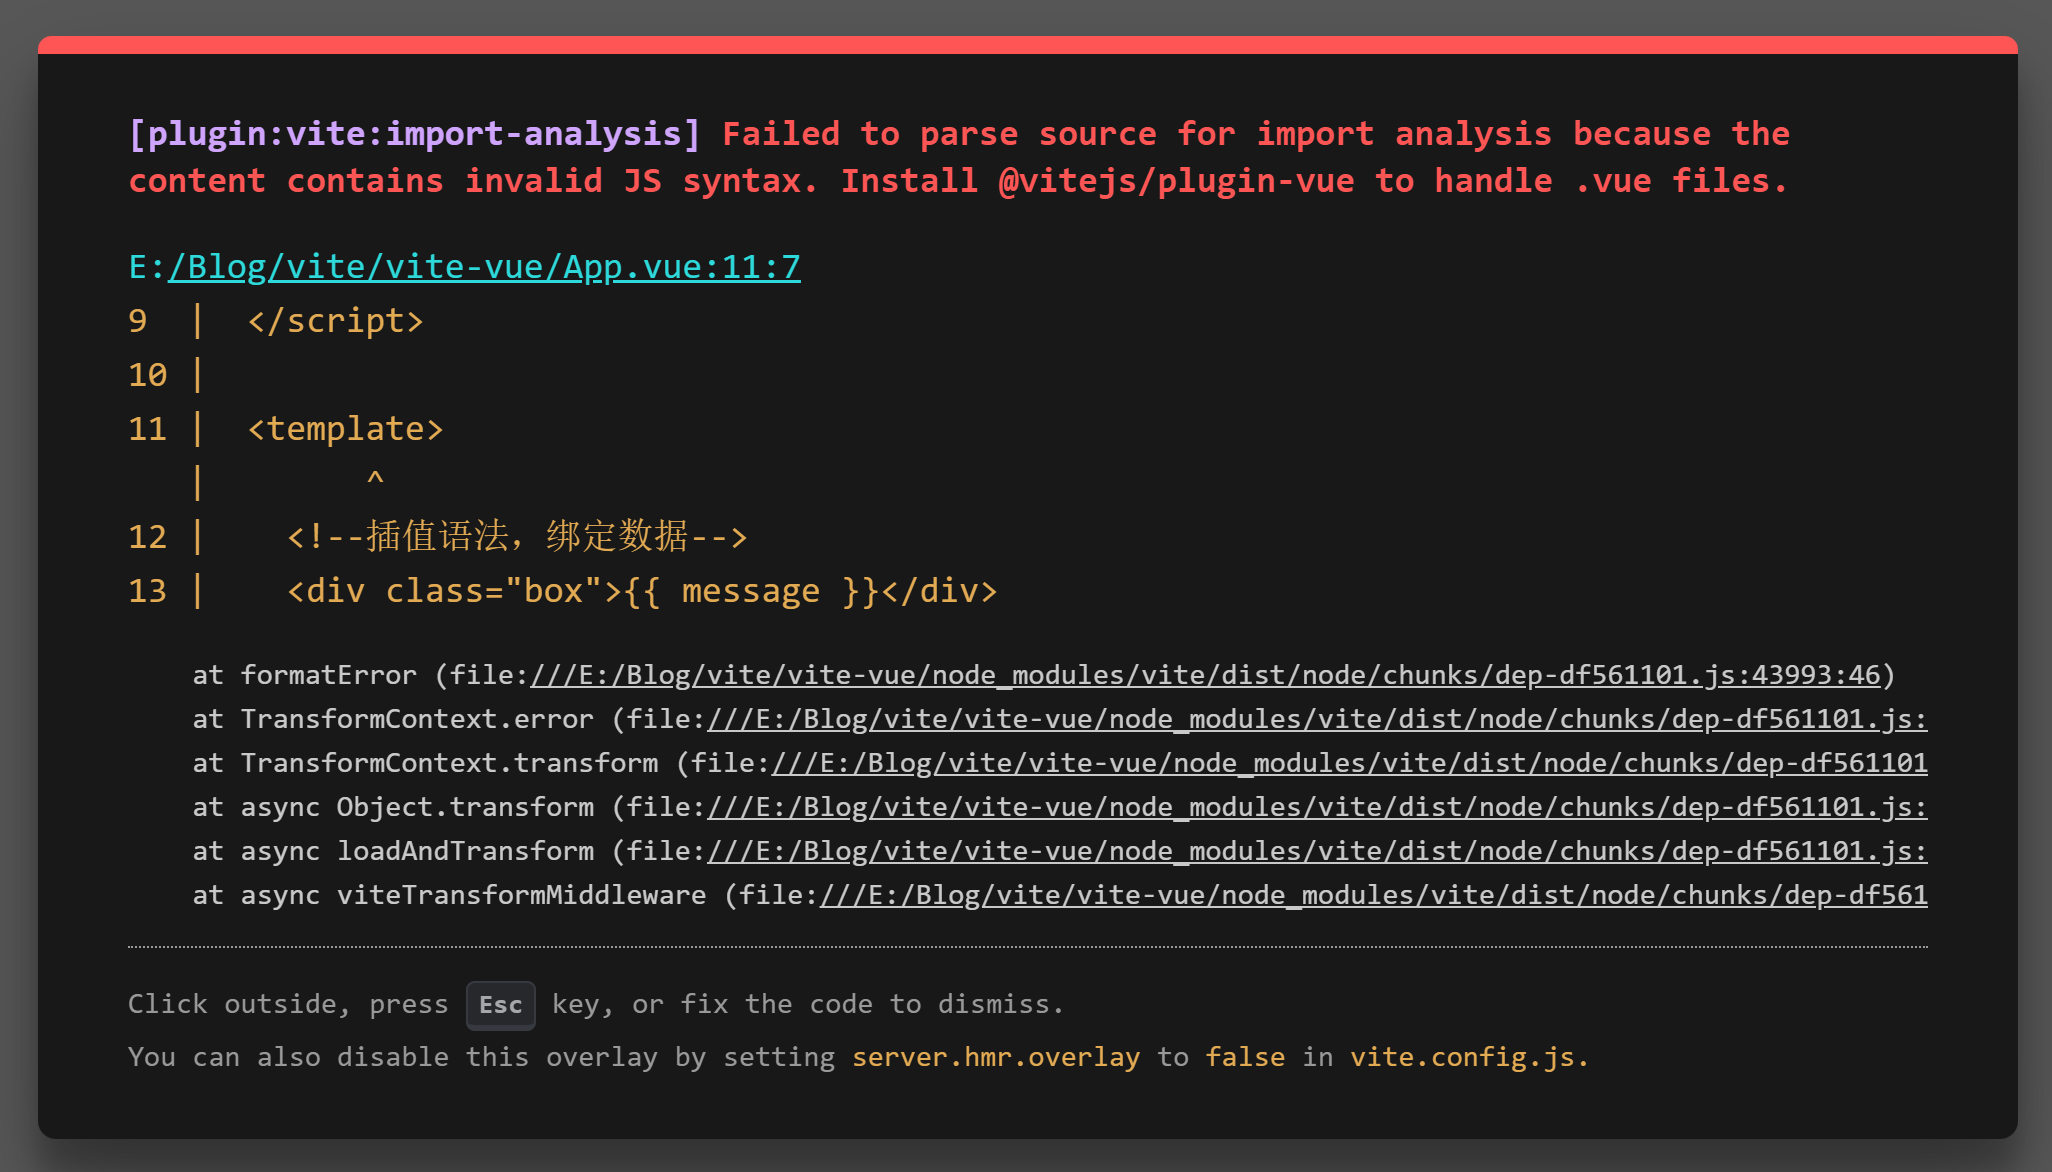 [plugin:vite:import-analysis] Failed to parse source for import analysis because the
content contains invalid JS syntax. Install @vitejs/plugin-vue to handle .vue files.
E:/Blog/vite/vite-vue/App.vue:11:7
9  |  </script>
10 |
11 |  <template>
   |        ^
12 |    <!--插值语法，绑定数据-->
13 |    <div class="box">{{ message }}</div>
at formatError (file:///E:/Blog/vite/vite-vue/node_modules/vite/dist/node/chunks/dep-df561101.js:43993:46)
at TransformContext.error (file:///E:/Blog/vite/vite-vue/node_modules/vite/dist/node/chunks/dep-df561101.js:
at TransformContext.transform (file:///E:/Blog/vite/vite-vue/node_modules/vite/dist/node/chunks/dep-df561101
at async Object.transform (file:///E:/Blog/vite/vite-vue/node_modules/vite/dist/node/chunks/dep-df561101.js:
at async loadAndTransform (file:///E:/Blog/vite/vite-vue/node_modules/vite/dist/node/chunks/dep-df561101.js:
at async viteTransformMiddleware (file:///E:/Blog/vite/vite-vue/node_modules/vite/dist/node/chunks/dep-df561
Click outside, press Esc key, or fix the code to dismiss.
You can also disable this overlay by setting server.hmr.overlay to false in vite.config.js.